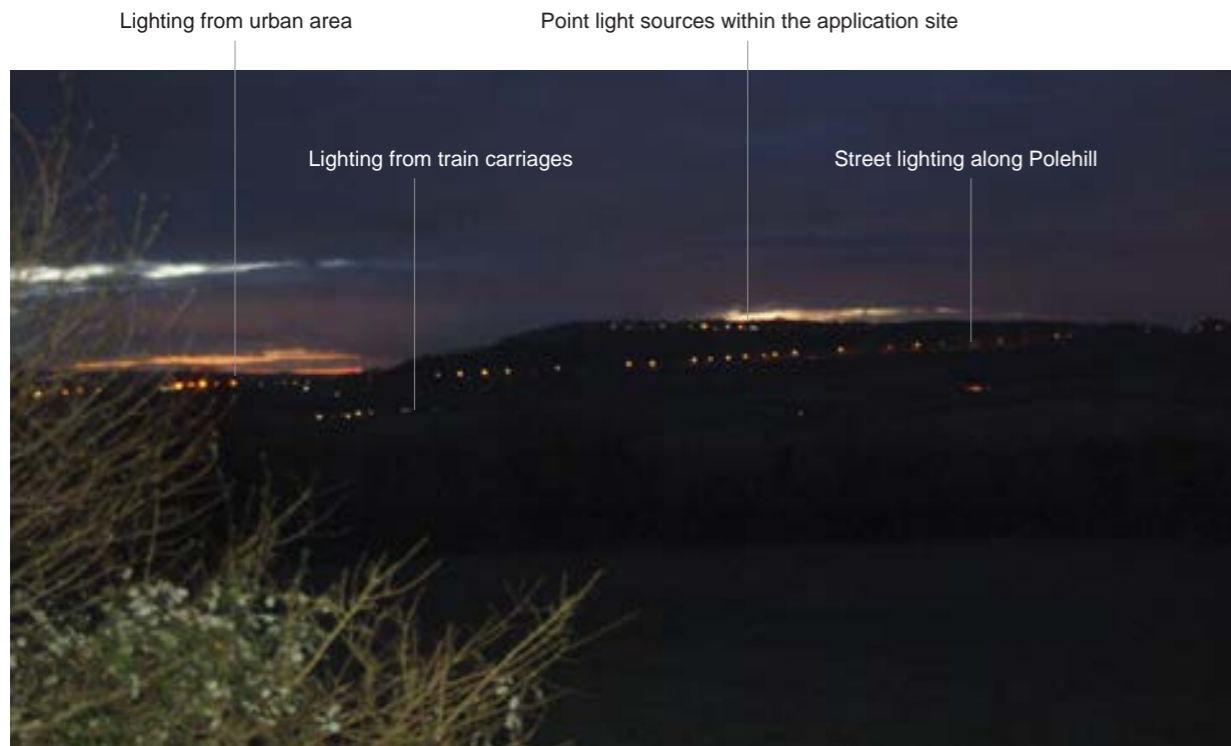 Lighting from urban area
Point light sources within the application site
Lighting from train carriages
Street lighting along Polehill